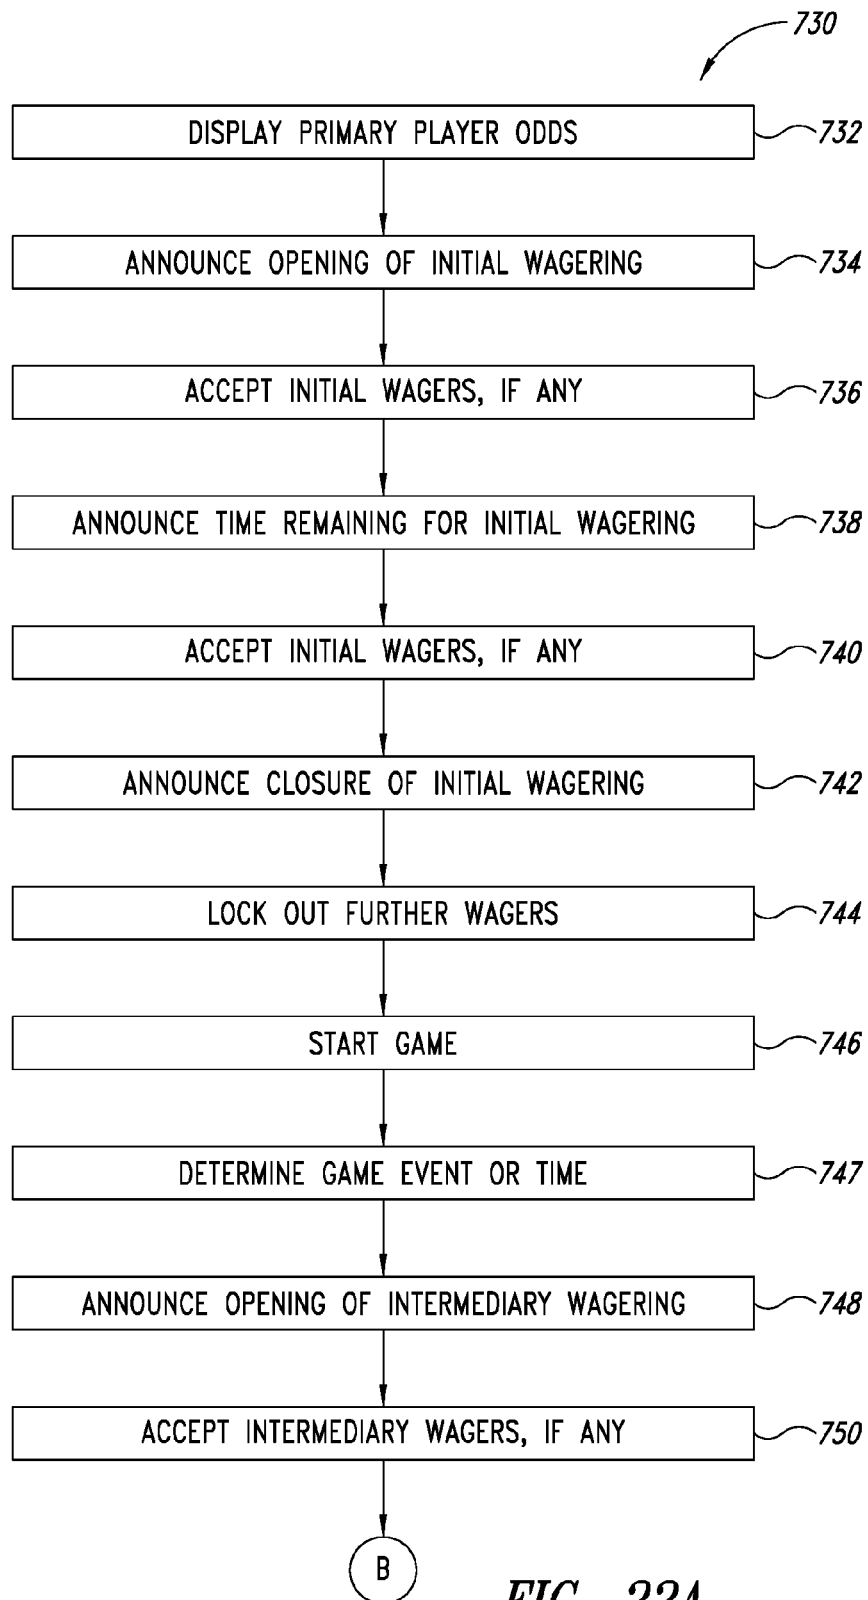 730
DISPLAY PRIMARY PLAYER ODDS 732
ANNOUNCE OPENING OF INITIAL WAGERING 734
ACCEPT INITIAL WAGERS, IF ANY 736
ANNOUNCE TIME REMAINING FOR INITIAL WAGERING 738
ACCEPT INITIAL WAGERS, IF ANY 740
ANNOUNCE CLOSURE OF INITIAL WAGERING 742
LOCK OUT FURTHER WAGERS 744
START GAME 746
DETERMINE GAME EVENT OR TIME 747
ANNOUNCE OPENING OF INTERMEDIARY WAGERING 748
ACCEPT INTERMEDIARY WAGERS, IF ANY 750
B
FIG. 22A